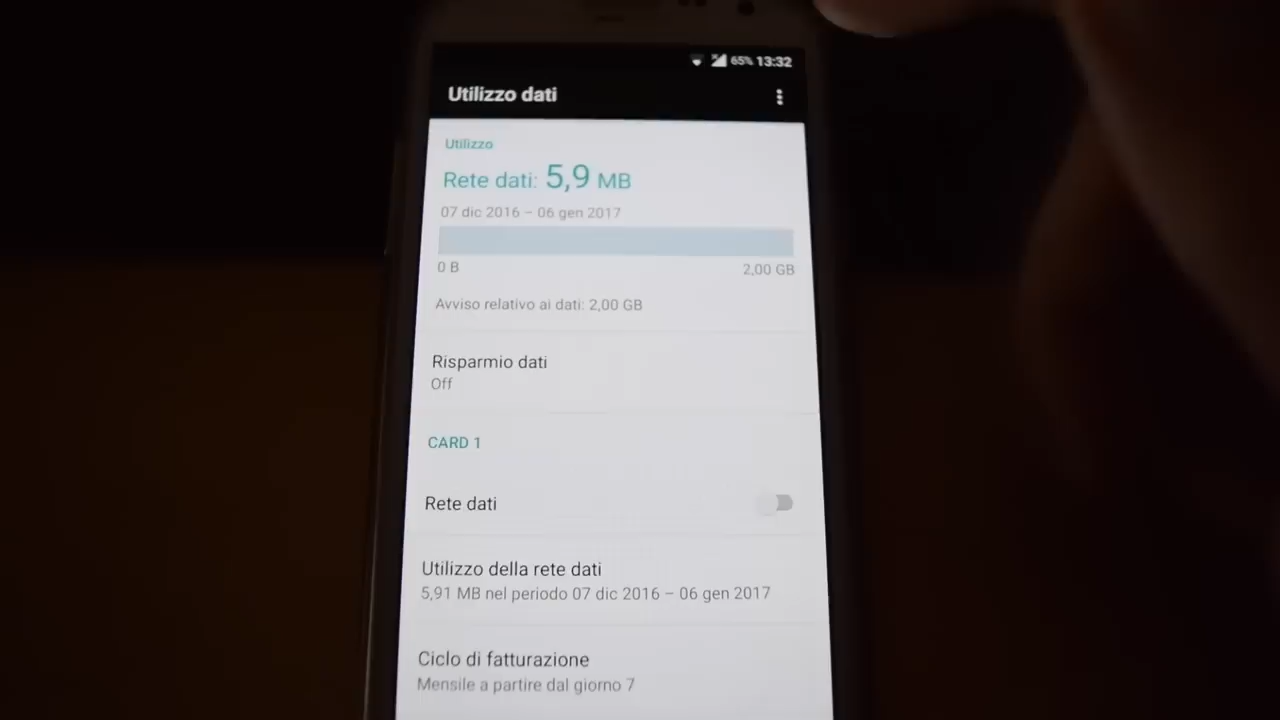 65% 13:32
Utilizzo dati
Utilizzo
Rete dati: 5,9 MB
07 dic 2016 – 06 gen 2017
0 B 2,00 GB
Avviso relativo ai dati: 2,00 GB
Risparmio dati
Off
CARD 1
Rete dati
Utilizzo della rete dati
5,91 MB nel periodo 07 dic 2016 – 06 gen 2017
Ciclo di fatturazione
Mensile a partire dal giorno 7